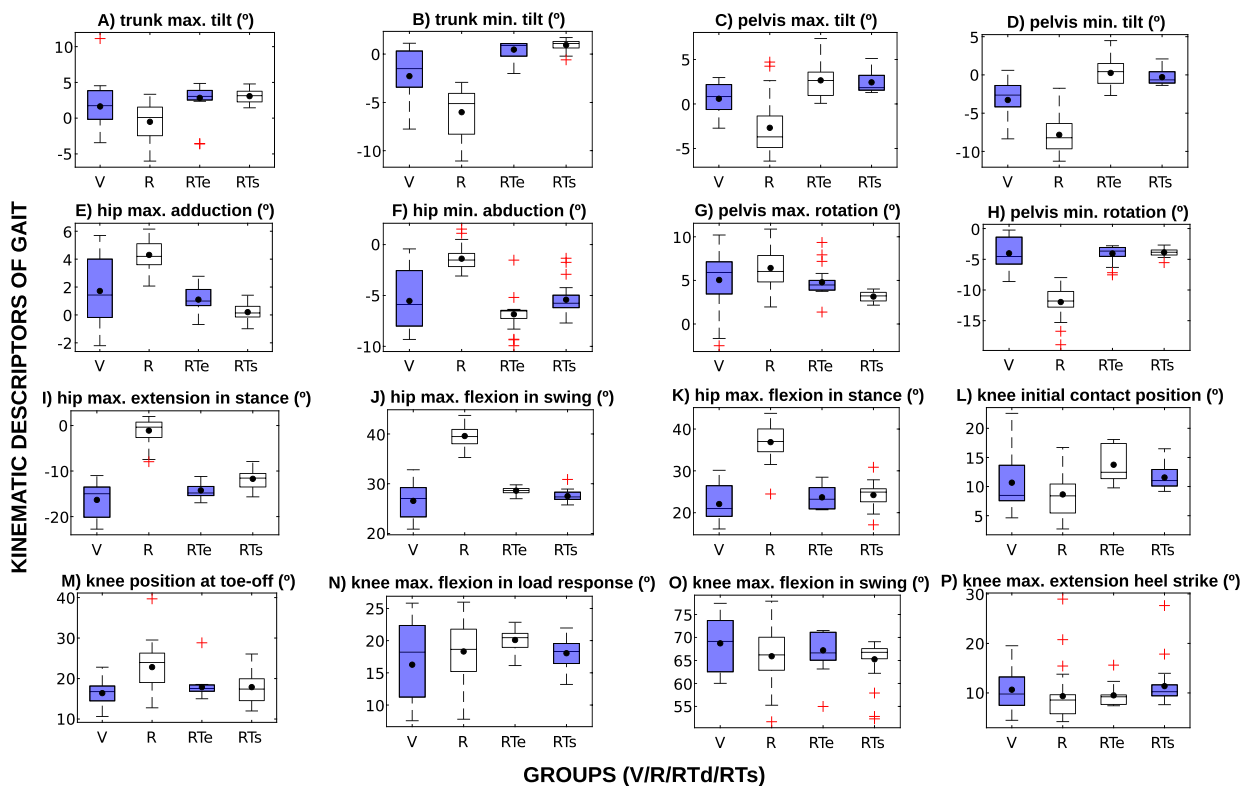 KINEMATIC DESCRIPTORS OF GAIT
A) trunk max. tilt (º)
10
5
0
-5
V R RTe RTs
B) trunk min. tilt (º)
0
-5
-10
V R RTe RTs
C) pelvis max. tilt (º)
5
0
-5
V R RTe RTs
D) pelvis min. tilt (º)
5
0
-5
-10
V R RTe RTs
E) hip max. adduction (º)
6
4
2
0
-2
V R RTe RTs
F) hip min. abduction (º)
0
-5
-10
V R RTe RTs
G) pelvis max. rotation (º)
10
5
0
V R RTe RTs
H) pelvis min. rotation (º)
0
-5
-10
-15
V R RTe RTs
I) hip max. extension in stance (º)
0
-10
-20
V R RTe RTs
J) hip max. flexion in swing (º)
40
30
20
V R RTe RTs
K) hip max. flexion in stance (º)
40
30
20
V R RTe RTs
L) knee initial contact position (º)
20
15
10
5
V R RTe RTs
M) knee position at toe-off (º)
40
30
20
10
V R RTe RTs
N) knee max. flexion in load response (º)
25
20
15
10
V R RTe RTs
O) knee max. flexion in swing (º)
75
70
65
60
55
V R RTe RTs
P) knee max. extension heel strike (º)
30
20
10
V R RTe RTs
GROUPS (V/R/RTd/RTs)